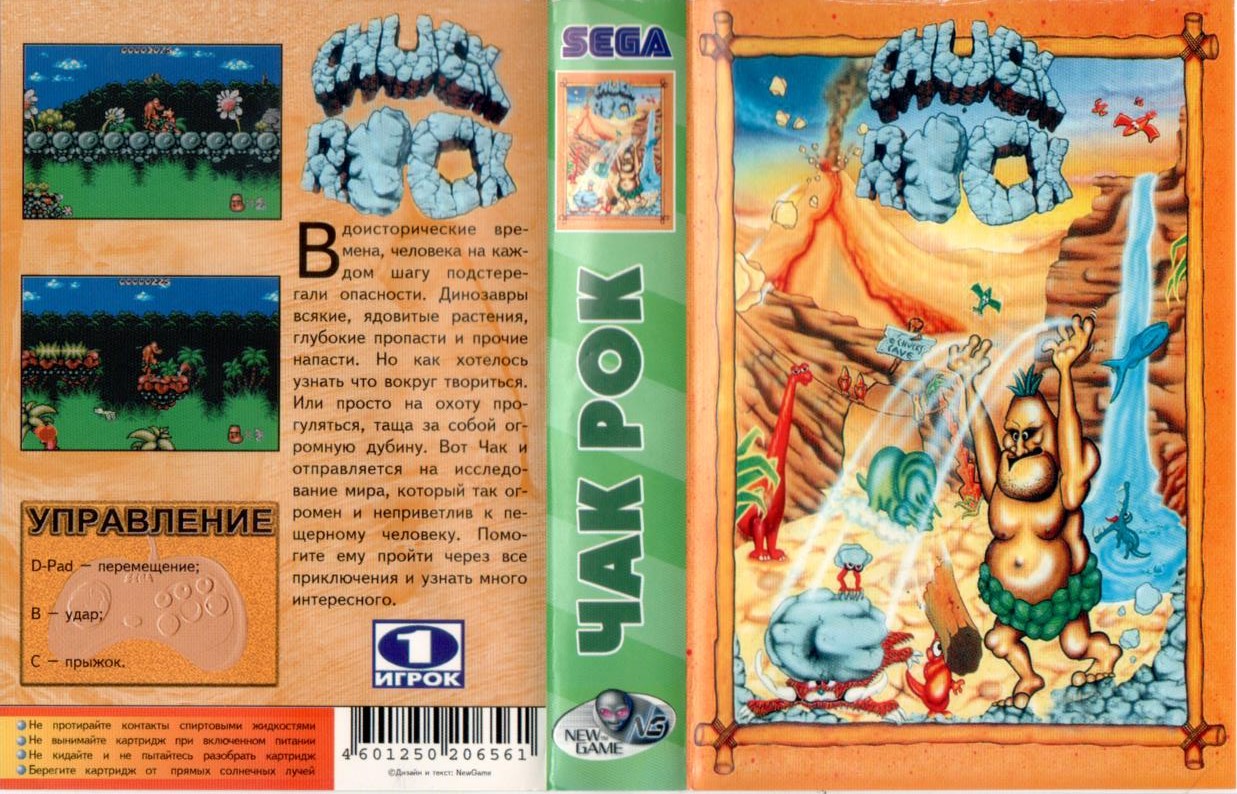 00003075
CHUCK
ROCK
Доисторические вре-
мена, человека на каж-
дом шагу подстере-
гали опасности. Динозавры
всякие, ядовитые растения,
глубокие пропасти и прочие
напасти. Но как хотелось
узнать что вокруг твориться.
Или просто на охоту про-
гуляться, таща за собой ог-
ромную дубину. Вот Чак и
отправляется на исследо-
вание мира, который так ог-
ромен и неприветлив к пе-
щерному человеку. Помо-
гите ему пройти через все
приключения и узнать много
интересного.
1
ИГРОК
00000225
УПРАВЛЕНИЕ
D-Pad – перемещение;
B – удар;
C – прыжок.
Не протирайте контакты спиртовыми жидкостями
Не вынимайте картридж при включенном питании
Не кидайте и не пытайтесь разобрать картридж
Берегите картридж от прямых солнечных лучей
4 601250 206561
©Дизайн и текст: NewGame
SEGA
CHUCK
ROCK
ЧАК РОК
NEW
GAME
NG
CHUCK
ROCK
CHUCK'S
CAVE